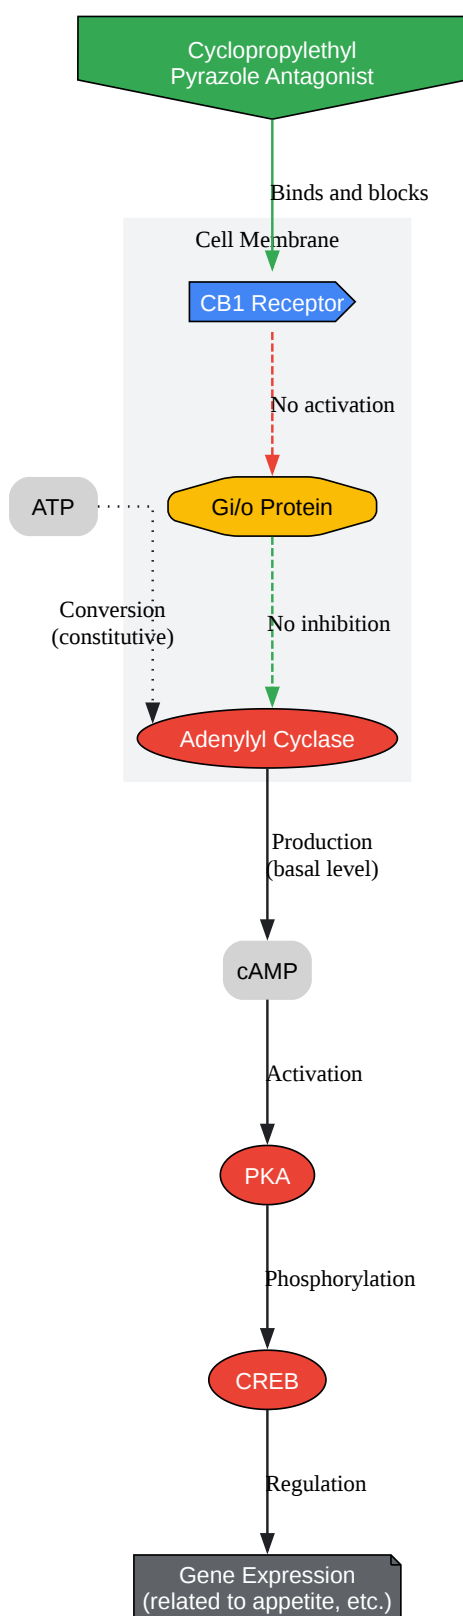 Cyclopropylethyl
Pyrazole Antagonist
Binds and blocks
Cell Membrane
CB1 Receptor
No activation
ATP
Gi/o Protein
Conversion
(constitutive)
No inhibition
Adenylyl Cyclase
Production
(basal level)
cAMP
Activation
PKA
Phosphorylation
CREB
Regulation
Gene Expression
(related to appetite, etc.)